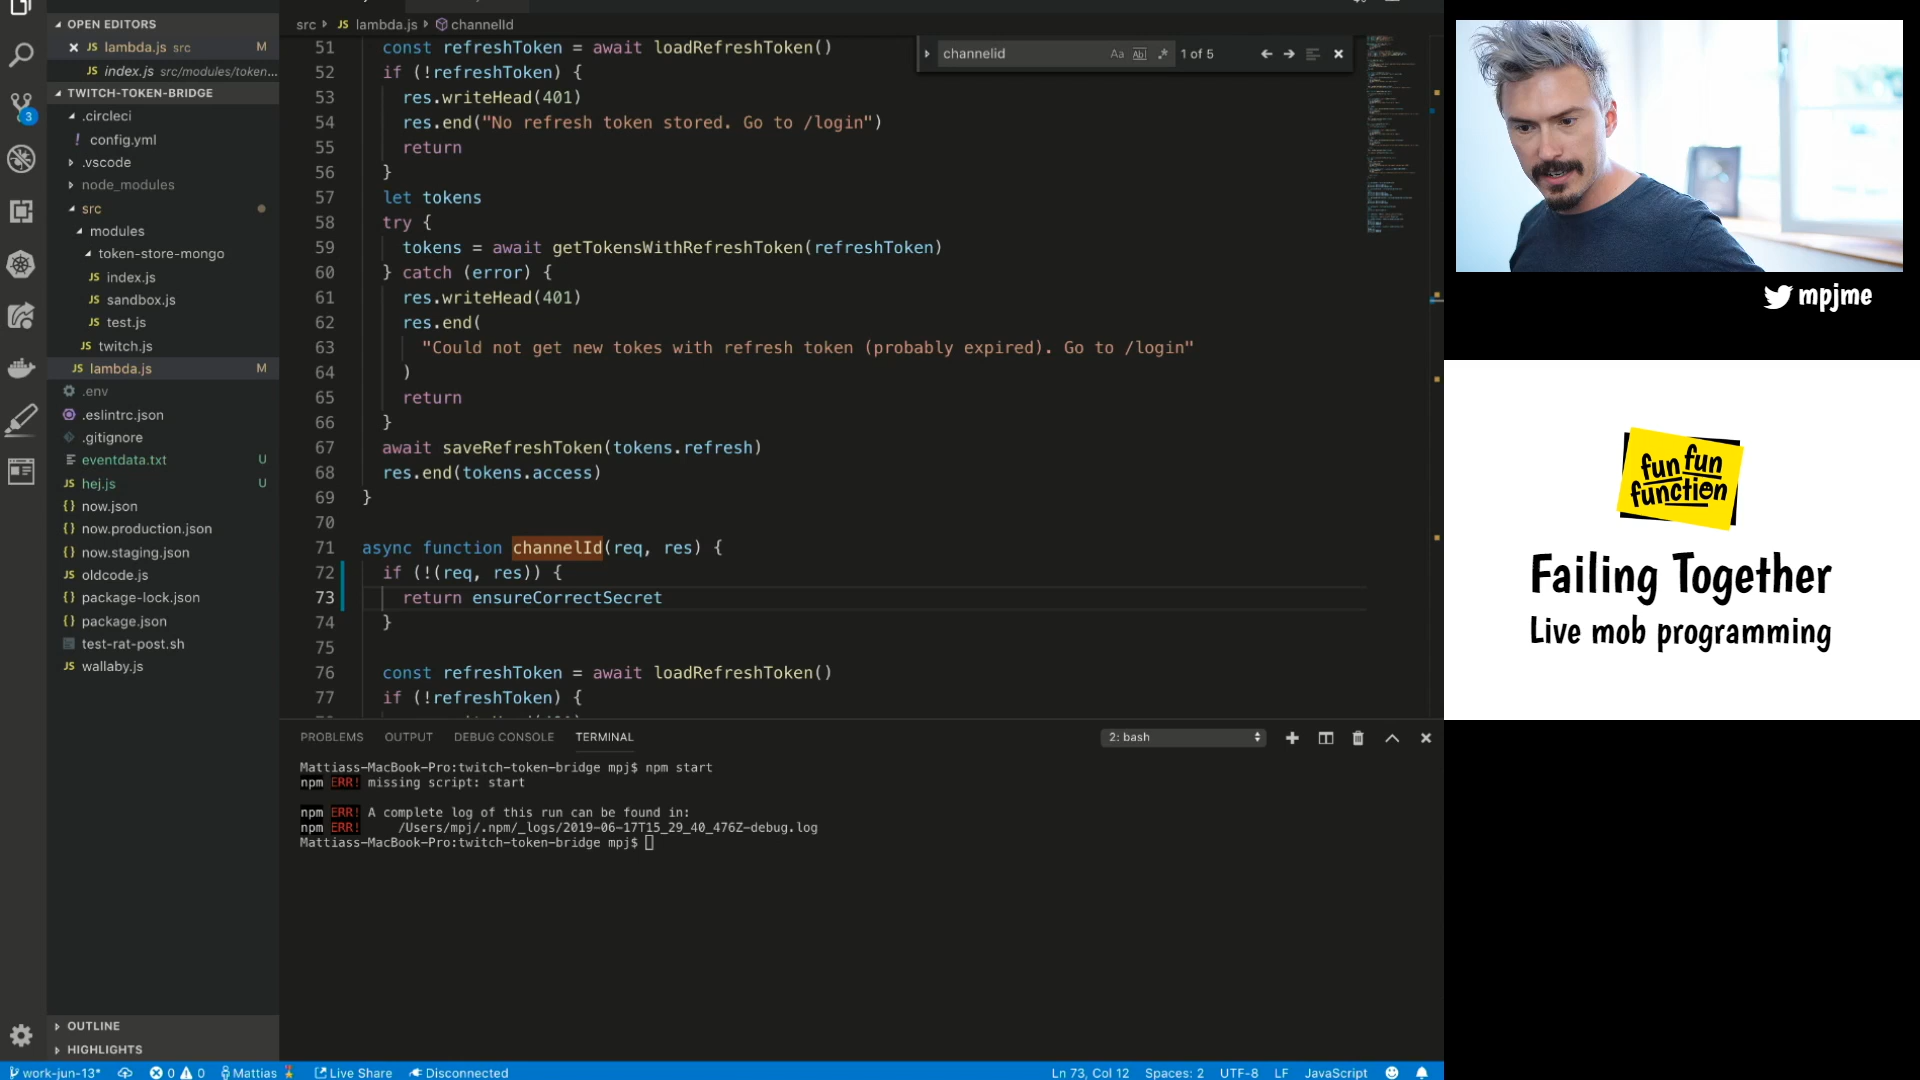 OPEN EDITORS
lambda.js src M
index.js src/modules/token...
TWITCH-TOKEN-BRIDGE
.circleci
config.yml
.vscode
node_modules
src
modules
token-store-mongo
index.js
sandbox.js
test.js
twitch.js
lambda.js M
.env
.eslintrc.json
.gitignore
eventdata.txt U
hej.js U
now.json
now.production.json
now.staging.json
oldcode.js
package-lock.json
package.json
test-rat-post.sh
wallaby.js
OUTLINE
HIGHLIGHTS
src lambda.js channelId
channelid Aa Abl .* 1 of 5
51 const refreshToken = await loadRefreshToken()
52 if (!refreshToken) {
53 res.writeHead(401)
54 res.end("No refresh token stored. Go to /login")
55 return
56 }
57 let tokens
58 try {
59 tokens = await getTokensWithRefreshToken(refreshToken)
60 } catch (error) {
61 res.writeHead(401)
62 res.end(
63 "Could not get new tokes with refresh token (probably expired). Go to /login"
64 )
65 return
66 }
67 await saveRefreshToken(tokens.refresh)
68 res.end(tokens.access)
69 }
70
71 async function channelId(req, res) {
72 if (!(req, res)) {
73 return ensureCorrectSecret
74 }
75
76 const refreshToken = await loadRefreshToken()
77 if (!refreshToken) {
PROBLEMS OUTPUT DEBUG CONSOLE TERMINAL 2: bash
Mattiass-MacBook-Pro:twitch-token-bridge mpj$ npm start
npm ERR! missing script: start
npm ERR! A complete log of this run can be found in:
npm ERR! /Users/mpj/.npm/_logs/2019-06-17T15_29_40_476Z-debug.log
Mattiass-MacBook-Pro:twitch-token-bridge mpj$
work-jun-13* 0 0 Mattias Live Share Disconnected Ln 73, Col 12 Spaces: 2 UTF-8 LF JavaScript
3
mpjme
fun fun
function
Failing Together
Live mob programming